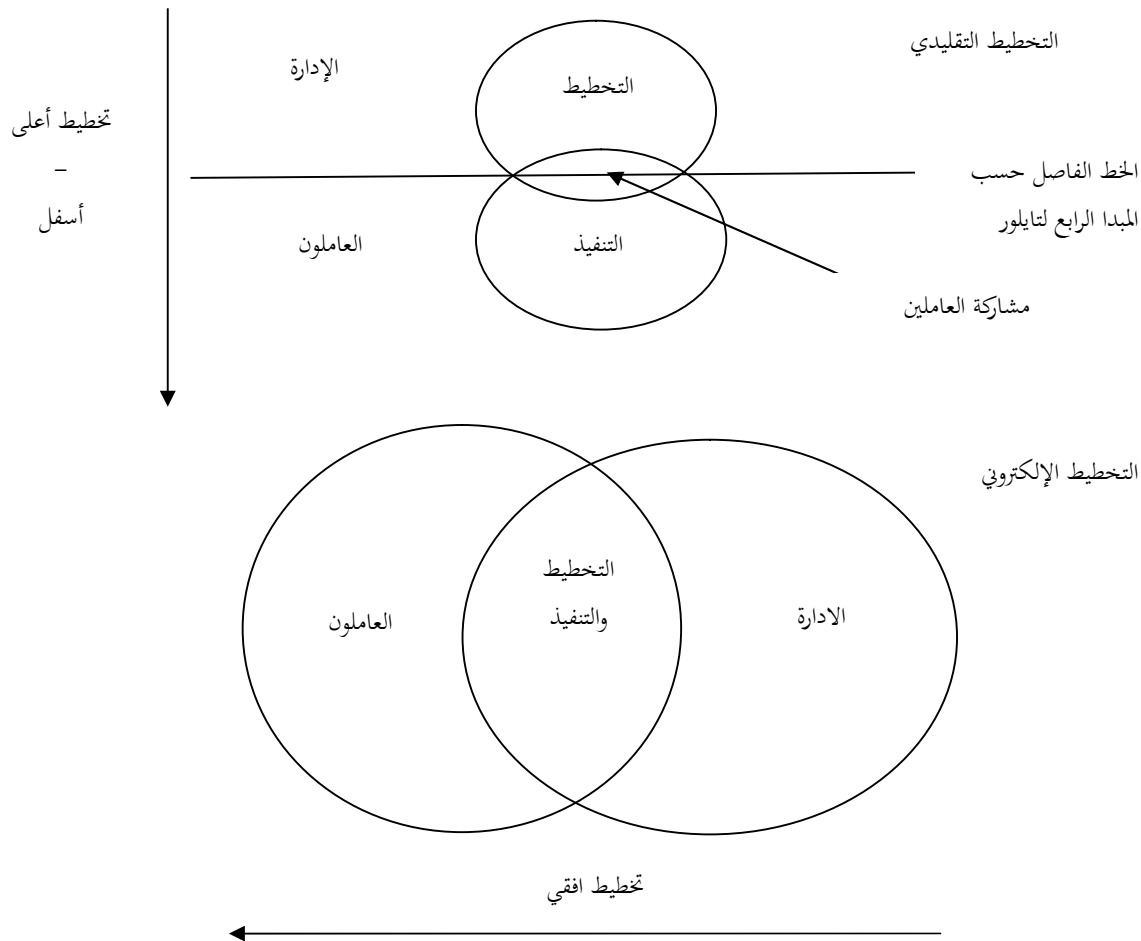 التخطيط التقليدي
التخطيط
الإدارة
تخطيط أعلى
–
أسفل
الخط الفاصل حسب
المبدا الرابع لتايلور
التنفيذ
العاملون
مشاركة العاملين
التخطيط الإلكتروني
الادارة
التخطيط
والتنفيذ
العاملون
تخطيط افقي